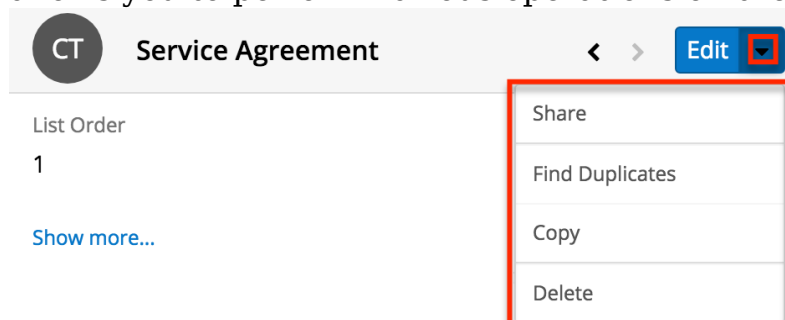 CT Service Agreement Edit
List Order
1
Show more...
Share
Find Duplicates
Copy
Delete